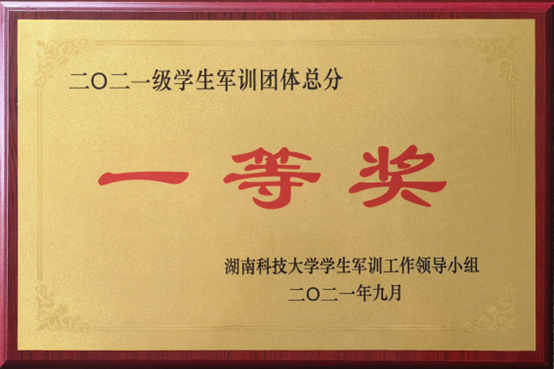 二〇二一级学生军训团体总分
一等奖
湖南科技大学学生军训工作领导小组
二〇二一年九月